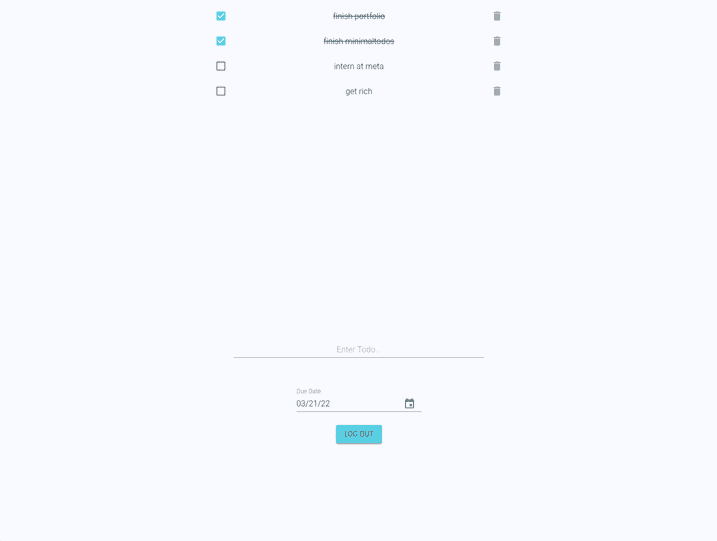 finish portfolio
finish minimaltodos
intern at meta
get rich
Enter Todo...
Due Date
03/21/22
LOG OUT